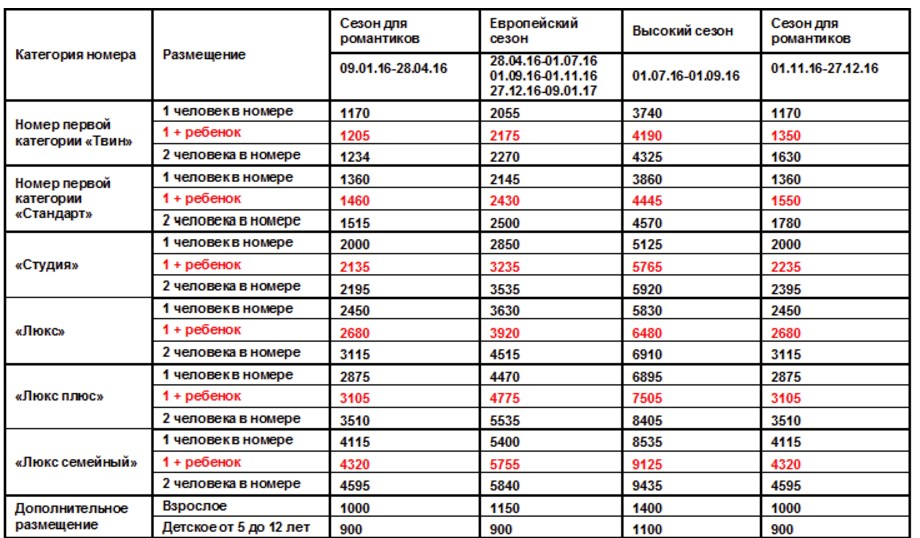 Категория номера Размещение Сезон для романтиков Европейский сезон Высокий сезон Сезон для романтиков
09.01.16-28.04.16 28.04.16-01.07.16 01.09.16-01.11.16 27.12.16-09.01.17 01.07.16-01.09.16 01.11.16-27.12.16
Номер первой категории «Твин»
1 человек в номере 1170 2055 3740 1170
1 + ребенок 1205 2175 4190 1350
2 человека в номере 1234 2270 4325 1630
Номер первой категории «Стандарт»
1 человек в номере 1360 2145 3860 1360
1 + ребенок 1460 2430 4445 1550
2 человека в номере 1515 2500 4570 1780
«Студия»
1 человек в номере 2000 2850 5125 2000
1 + ребенок 2135 3235 5765 2235
2 человека в номере 2195 3535 5920 2395
«Люкс»
1 человек в номере 2450 3630 5830 2450
1 + ребенок 2680 3920 6480 2680
2 человека в номере 3115 4515 6910 3115
«Люкс плюс»
1 человек в номере 2875 4470 6895 2875
1 + ребенок 3105 4775 7505 3105
2 человека в номере 3510 5535 8405 3510
«Люкс семейный»
1 человек в номере 4115 5400 8535 4115
1 + ребенок 4320 5755 9125 4320
2 человека в номере 4595 5840 9435 4595
Дополнительное размещение
Взрослое 1000 1150 1400 1000
Детское от 5 до 12 лет 900 900 1100 900